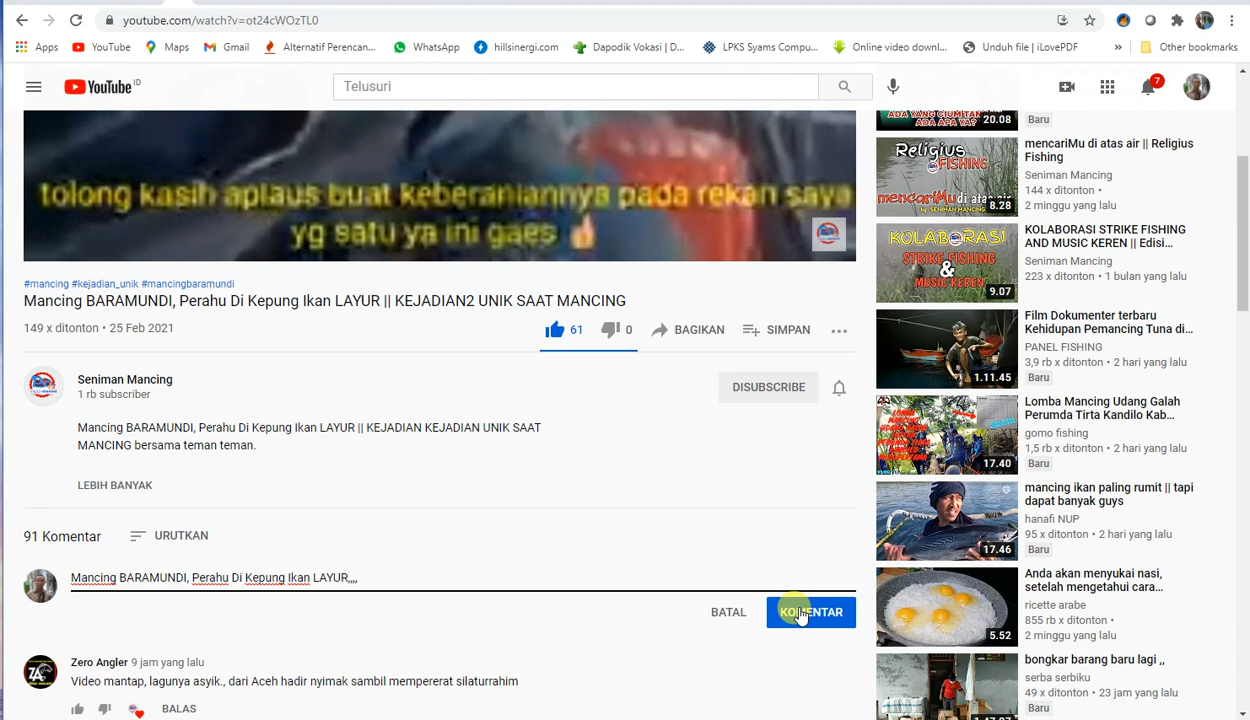 youtube.com/watch?v=ot24cWOzTL0
Apps YouTube Maps Gmail Alternatif Perencan... WhatsApp hillsinergi.com Dapodik Vokasi | D... LPKS Syams Compu... Online video downl... Unduh file | iLovePDF » Other bookmarks
YouTube ID
Telusuri
7
tolong kasih aplaus buat keberaniannya pada rekan saya
yg satu ya ini gaes
#mancing #kejadian_unik #mancingbaramundi
Mancing BARAMUNDI, Perahu Di Kepung Ikan LAYUR || KEJADIAN2 UNIK SAAT MANCING
149 x ditonton • 25 Feb 2021
61 0 BAGIKAN SIMPAN
Seniman Mancing
1 rb subscriber
DISUBSCRIBE
Mancing BARAMUNDI, Perahu Di Kepung Ikan LAYUR || KEJADIAN KEJADIAN UNIK SAAT
MANCING bersama teman teman.
LEBIH BANYAK
91 Komentar URUTKAN
Mancing BARAMUNDI, Perahu Di Kepung Ikan LAYUR,,,,
BATAL KOMENTAR
Zero Angler 9 jam yang lalu
Video mantap, lagunya asyik., dari Aceh hadir nyimak sambil mempererat silaturrahim
BALAS
ADA YANG CIUMITAN
ADA APA YA?
20.08
Baru
Religius
FISHING
mencariMu di atas air
by SENIMAN MANCING
8.28
mencariMu di atas air || Religius
Fishing
Seniman Mancing
144 x ditonton •
2 minggu yang lalu
KOLABORASI
STRIKE FISHING
&
MUSIC KEREN
9.07
KOLABORASI STRIKE FISHING
AND MUSIC KEREN || Edisi...
Seniman Mancing
223 x ditonton • 1 bulan yang lalu
1.11.45
Film Dokumenter terbaru
Kehidupan Pemancing Tuna di...
PANEL FISHING
3,9 rb x ditonton • 2 hari yang lalu
Baru
17.40
Lomba Mancing Udang Galah
Perumda Tirta Kandilo Kab...
gomo fishing
1,5 rb x ditonton • 2 hari yang lalu
Baru
17.46
mancing ikan paling rumit || tapi
dapat banyak guys
hanafi NUP
95 x ditonton • 2 hari yang lalu
Baru
5.52
Anda akan menyukai nasi,
setelah mengetahui cara...
ricette arabe
855 rb x ditonton •
2 minggu yang lalu
bongkar barang baru lagi ,,
serba serbiku
49 x ditonton • 23 jam yang lalu
Baru